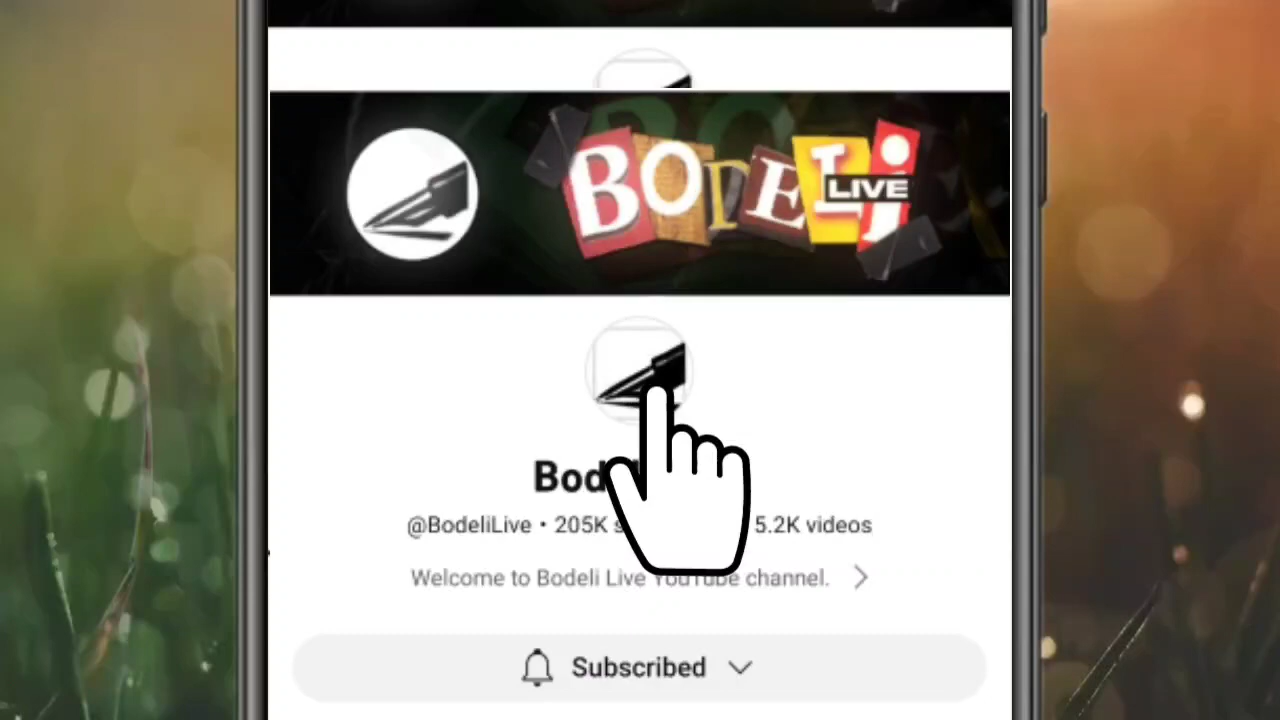 BODELi
LIVE
Bod
@BodeliLive • 205K s 5.2K videos
Welcome to Bodeli Live YouTube channel.
Subscribed